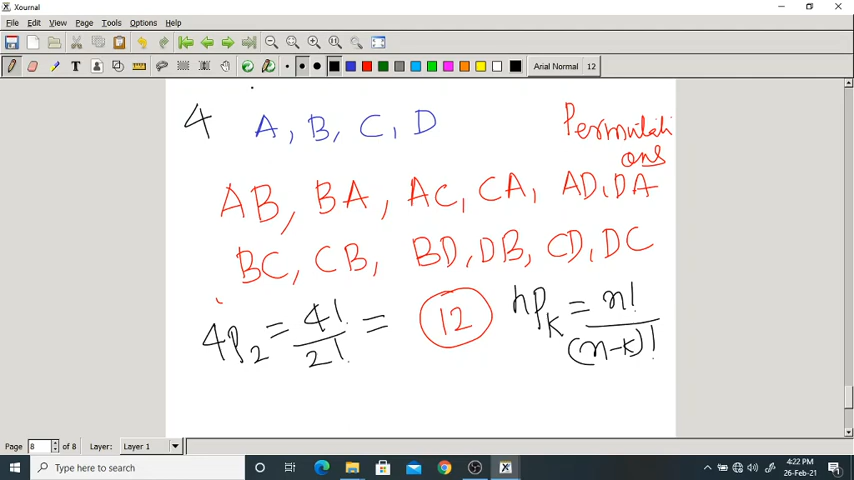 Xournal
File Edit View Page Tools Options Help
Arial Normal 12
4 A, B, C, D
Permutati
ons
AB, BA, AC, CA, AD, DA
BC, CB, BD, DB, CD, DC
4P2 = 4!/2! = 12
nPk = n!/(n-k)!
Page 8 of 8 Layer: Layer 1
Type here to search
4:22 PM
26-Feb-21